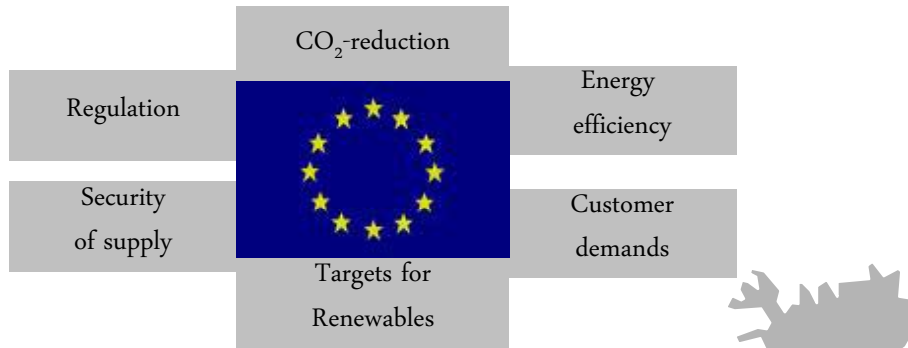 CO₂-reduction
Regulation
Energy
efficiency
Security
of supply
Customer
demands
Targets for
Renewables